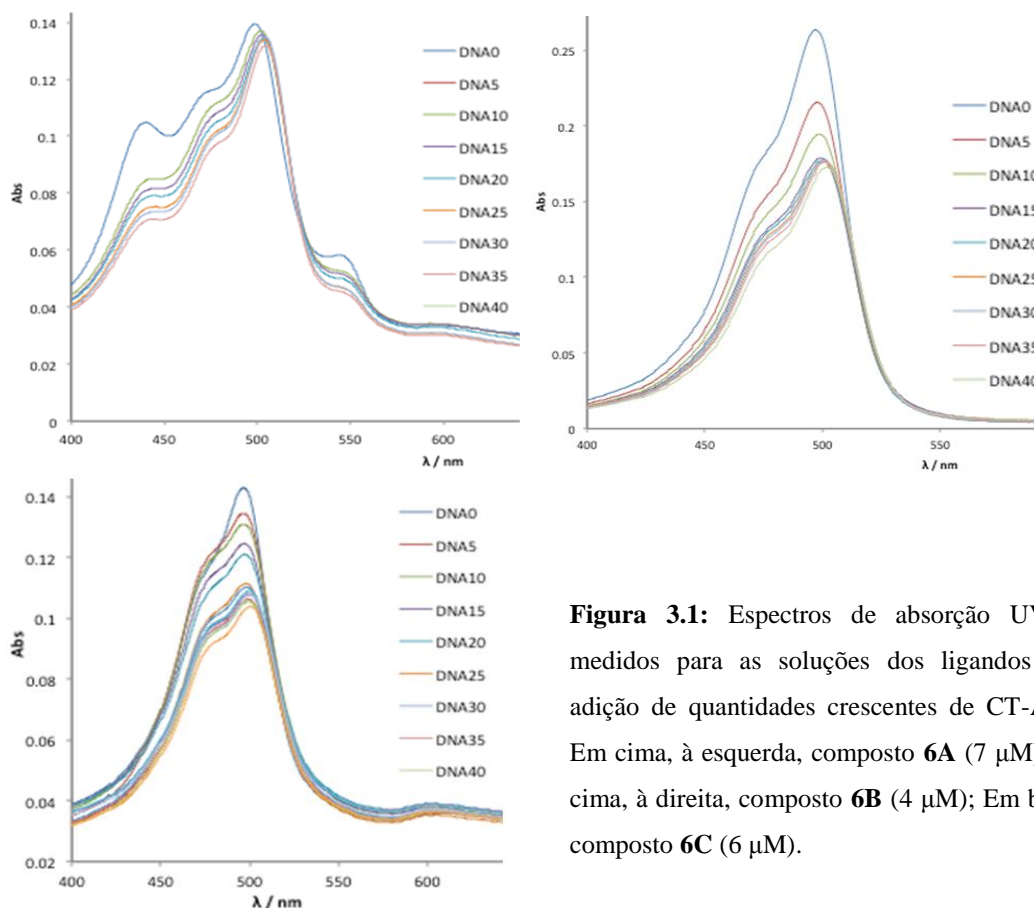 0.14
0.12
0.1
0.08
0.06
0.04
0.02
0
Abs
400
450
500
550
600
λ / nm
DNA0
DNA5
DNA10
DNA15
DNA20
DNA25
DNA30
DNA35
DNA40
0.25
0.2
0.15
0.1
0.05
0
Abs
400
450
500
550
λ / nm
DNA0
DNA5
DNA10
DNA15
DNA20
DNA25
DNA30
DNA35
DNA40
0.14
0.12
0.1
0.08
0.06
0.04
0.02
Abs
400
450
500
550
600
λ / nm
DNA0
DNA5
DNA10
DNA15
DNA20
DNA25
DNA30
DNA35
DNA40
Figura 3.1: Espectros de absorção UV
medidos para as soluções dos ligandos
adição de quantidades crescentes de CT-
Em cima, à esquerda, composto 6A (7 μM)
cima, à direita, composto 6B (4 μM); Em
composto 6C (6 μM).